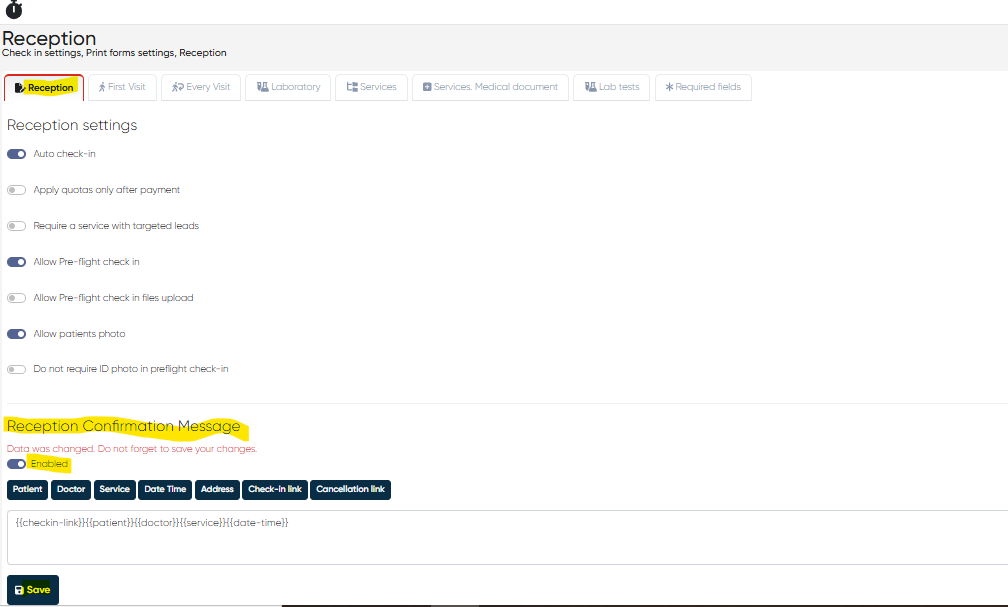 Reception
Check in settings, Print forms settings, Reception
Reception First Visit Every Visit Laboratory Services Services. Medical document Lab tests Required fields
Reception settings
Auto check-in
Apply quotas only after payment
Require a service with targeted leads
Allow Pre-flight check in
Allow Pre-flight check in files upload
Allow patients photo
Do not require ID photo in preflight check-in
Reception Confirmation Message
Data was changed. Do not forget to save your changes.
Enabled
Patient Doctor Service Date Time Address Check-In link Cancellation link
{{checkin-link}}{{patient}}{{doctor}}{{service}}{{date-time}}
Save